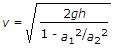 v = √(2gh / (1 - a₁²/a₂²))